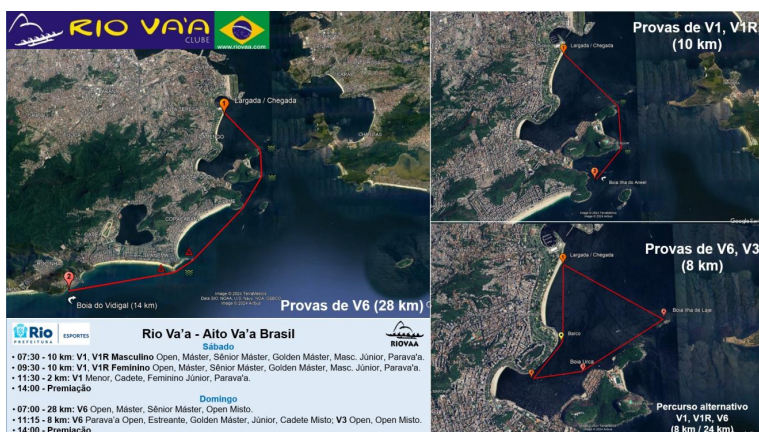 RIO VA'A
CLUBE
www.riovaa.com
Largada / Chegada
COPACABANA
Boia do Vidigal (14 km)
Provas de V6 (28 km)
Provas de V1, V1R
(10 km)
Largada / Chegada
Boia Ilha do Anel
Provas de V6, V3
(8 km)
Largada / Chegada
Boia Ilha de Laje
Barco
Boia Urca
Percurso alternativo
V1, V1R, V6
(8 km / 24 km)
Rio
PREFEITURA
ESPORTES
Rio Va'a - Aito Va'a Brasil
RIOVAA
Sábado
• 07:30 - 10 km: V1, V1R Masculino Open, Máster, Sênior Máster, Golden Máster, Masc. Júnior, Parava'a.
• 09:30 - 10 km: V1, V1R Feminino Open, Máster, Sênior Máster, Golden Máster, Masc. Júnior, Parava'a.
• 11:30 - 2 km: V1 Menor, Cadete, Feminino Júnior, Parava'a.
• 14:00 - Premiação
Domingo
• 07:00 - 28 km: V6 Open, Máster, Sênior Máster, Open Misto.
• 11:15 - 8 km: V6 Parava'a Open, Estreante, Golden Máster, Júnior, Cadete Misto; V3 Open, Open Misto.
• 14:00 - Premiação